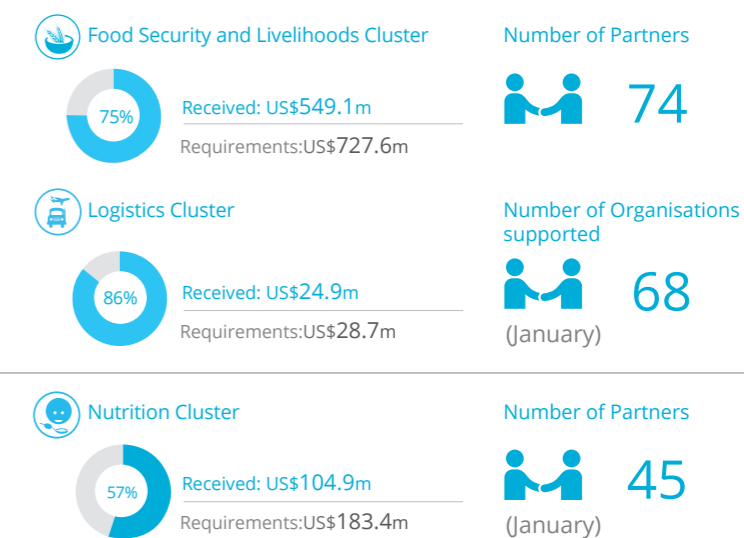 Food Security and Livelihoods Cluster
Number of Partners
75%
Received: US$549.1m
Requirements:US$727.6m
74
Logistics Cluster
Number of Organisations
supported
86%
Received: US$24.9m
Requirements:US$28.7m
68
(January)
Nutrition Cluster
Number of Partners
57%
Received: US$104.9m
Requirements:US$183.4m
45
(January)